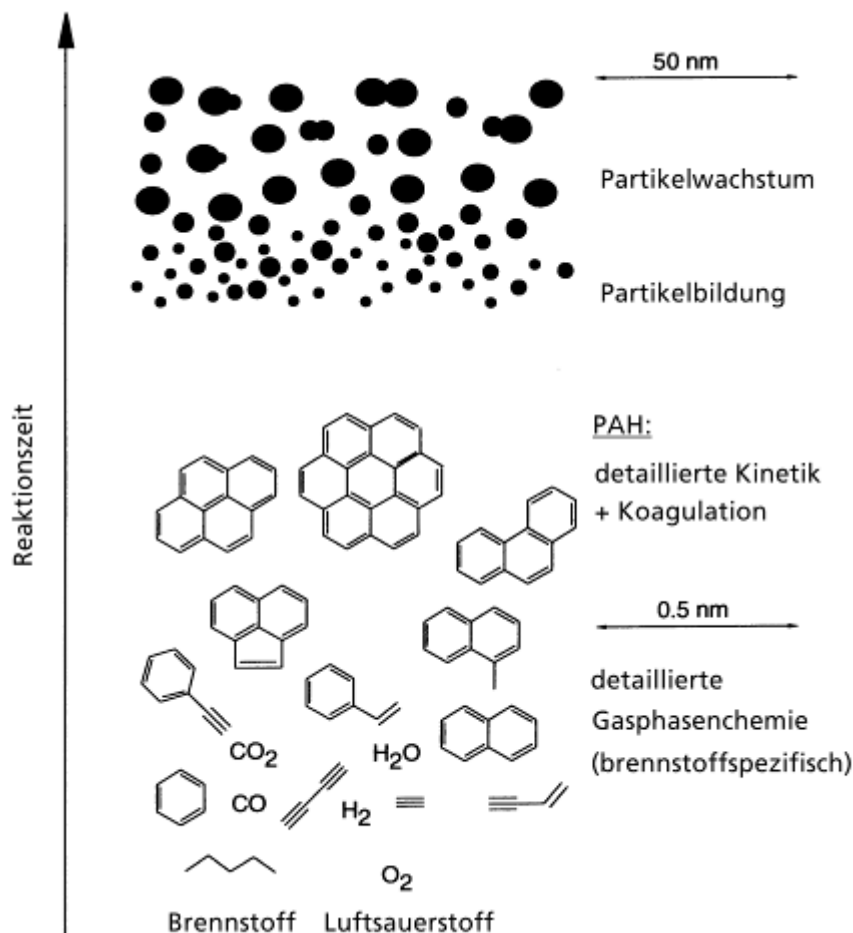 50 nm
Partikelwachstum
Partikelbildung
Reaktionszeit
PAH:
detaillierte Kinetik
+ Koagulation
0.5 nm
detaillierte
Gasphasenchemie
(brennstoffspezifisch)
CO2 H2O
CO H2
O2
Brennstoff Luftsauerstoff